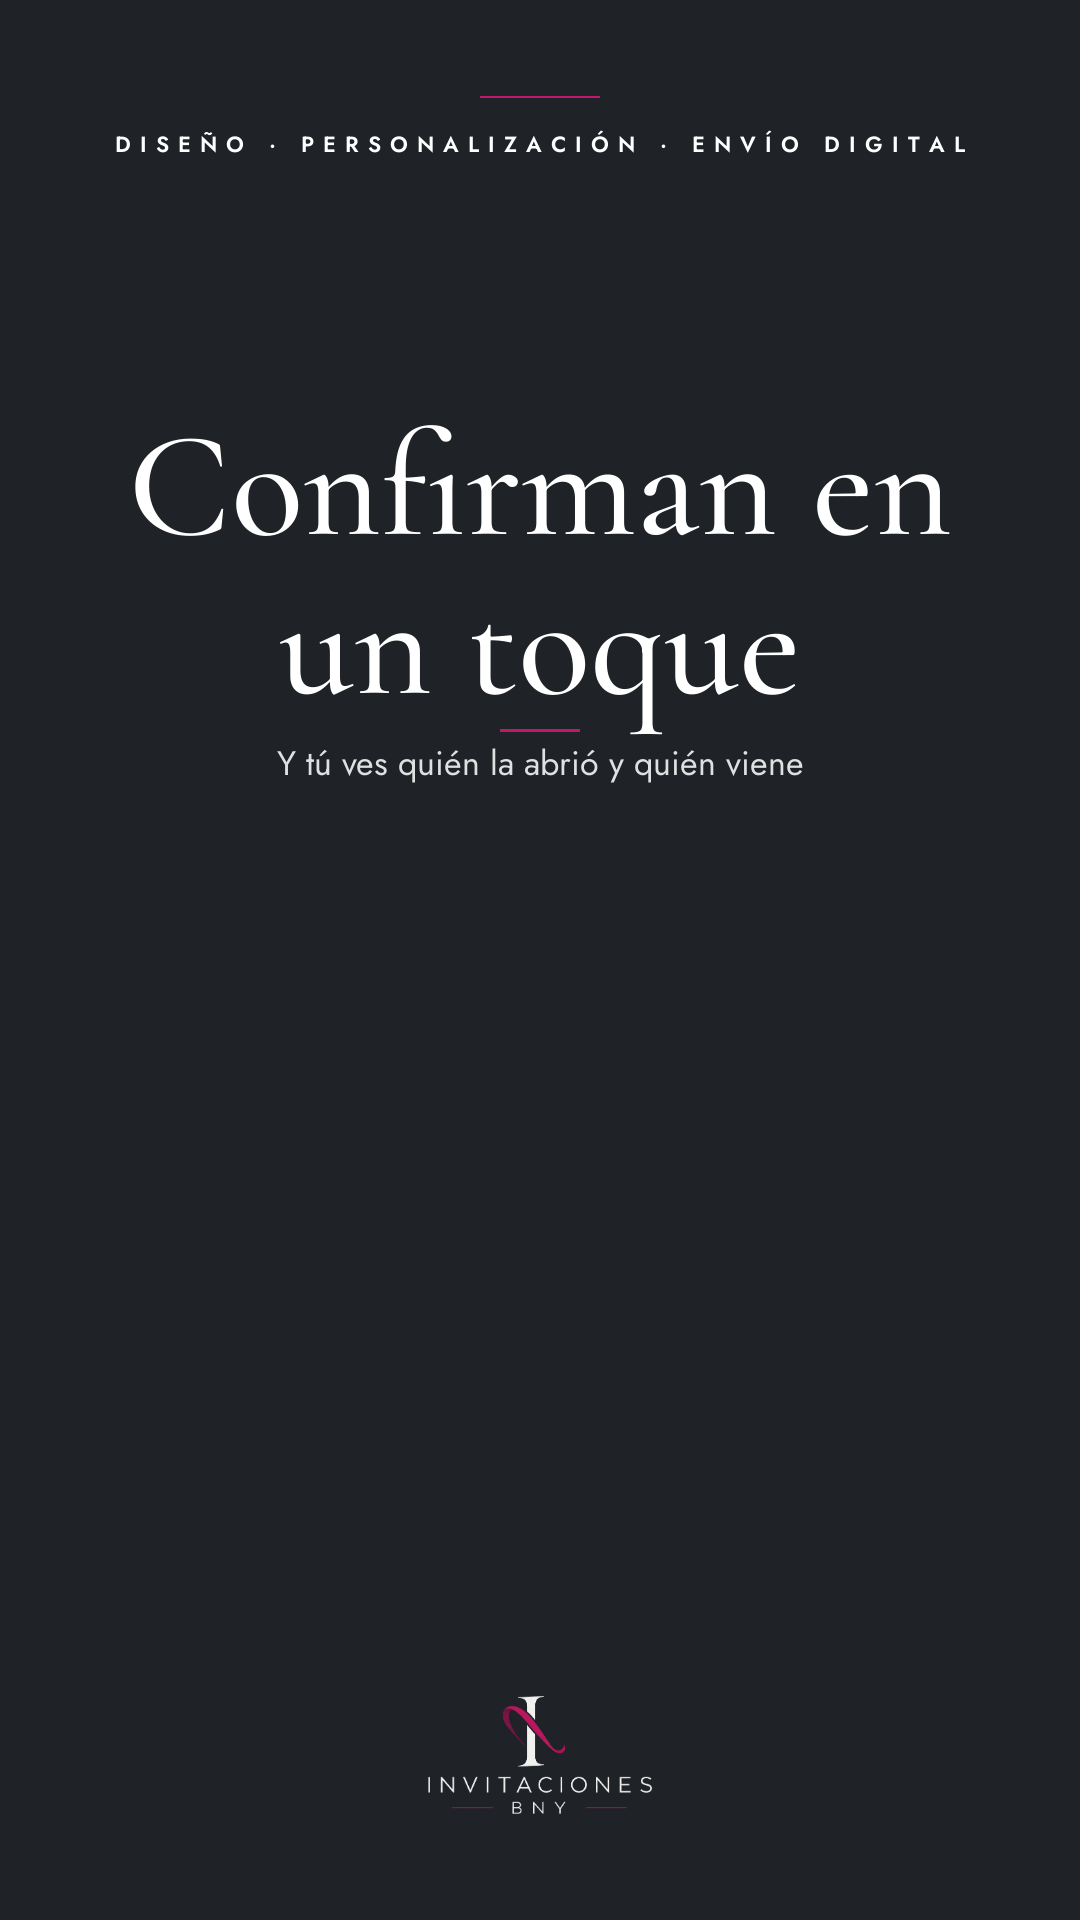 DISEÑO · PERSONALIZACIÓN · ENVÍO DIGITAL
Confirman en
un toque
Y tú ves quién la abrió y quién viene
I
INVITACIONES
BNY